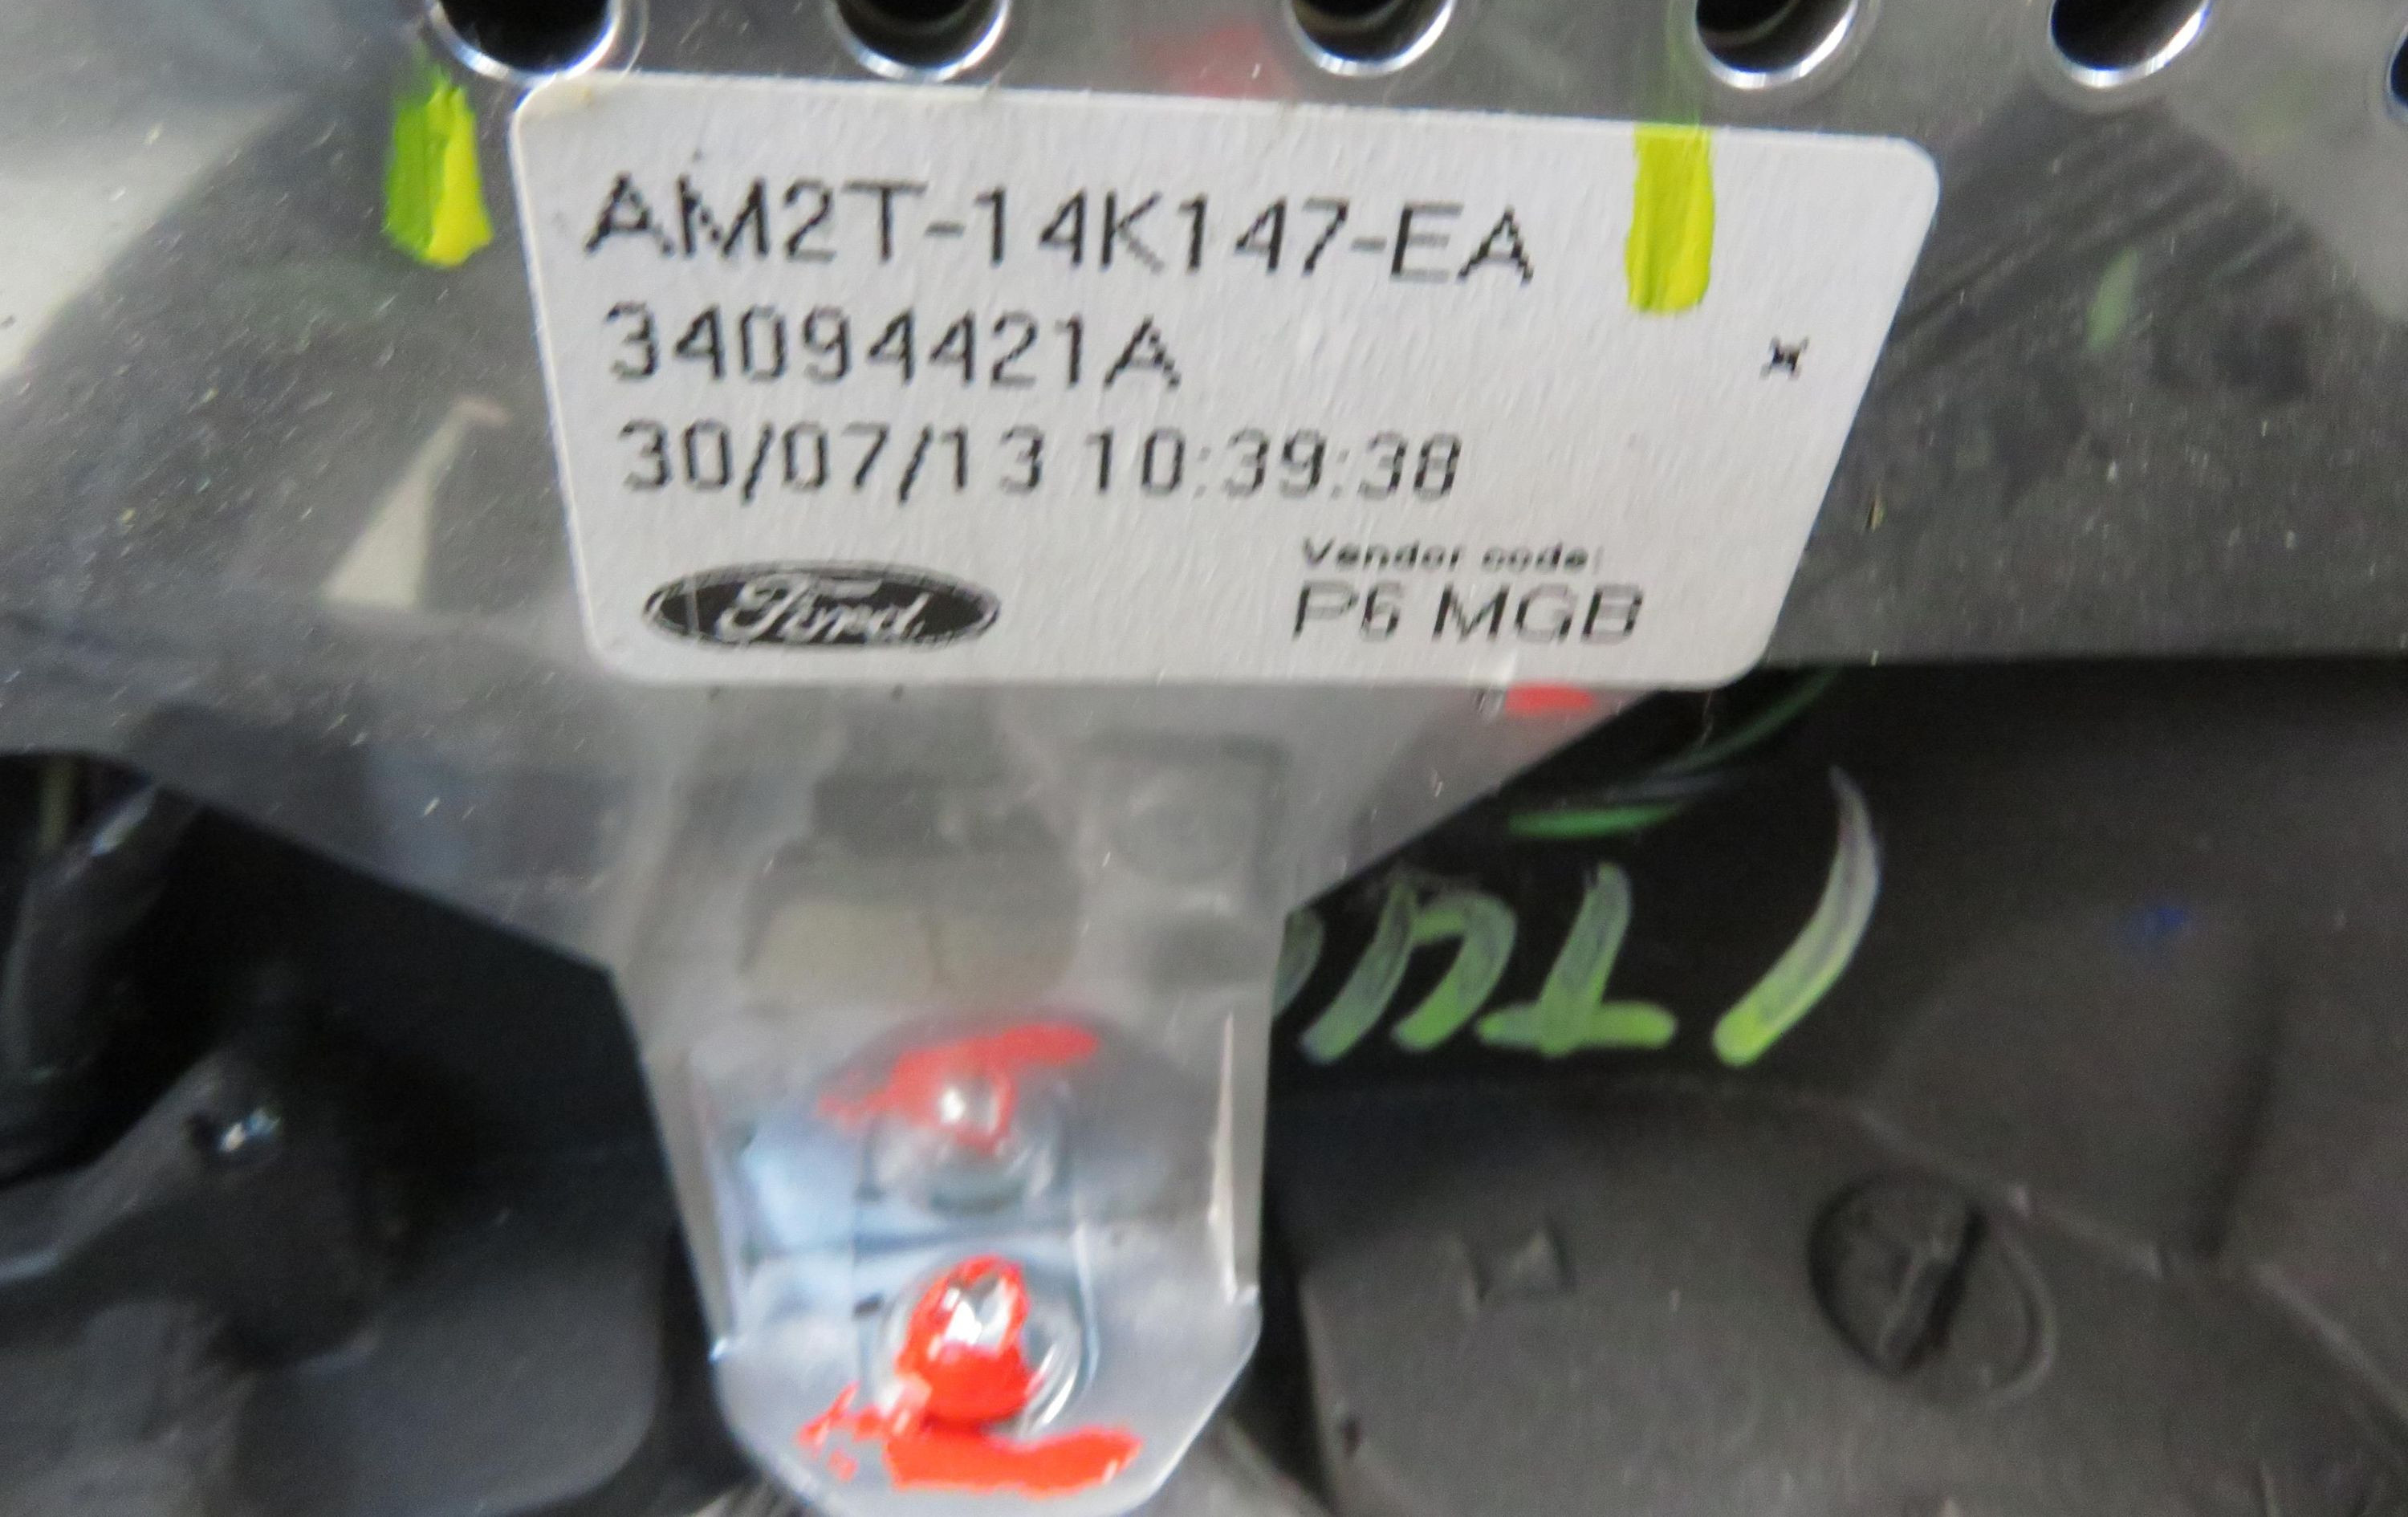 AM2T-14K147-EA
34094421A
30/07/13 10:39:38
Ford
Vendor code:
P6 MGB